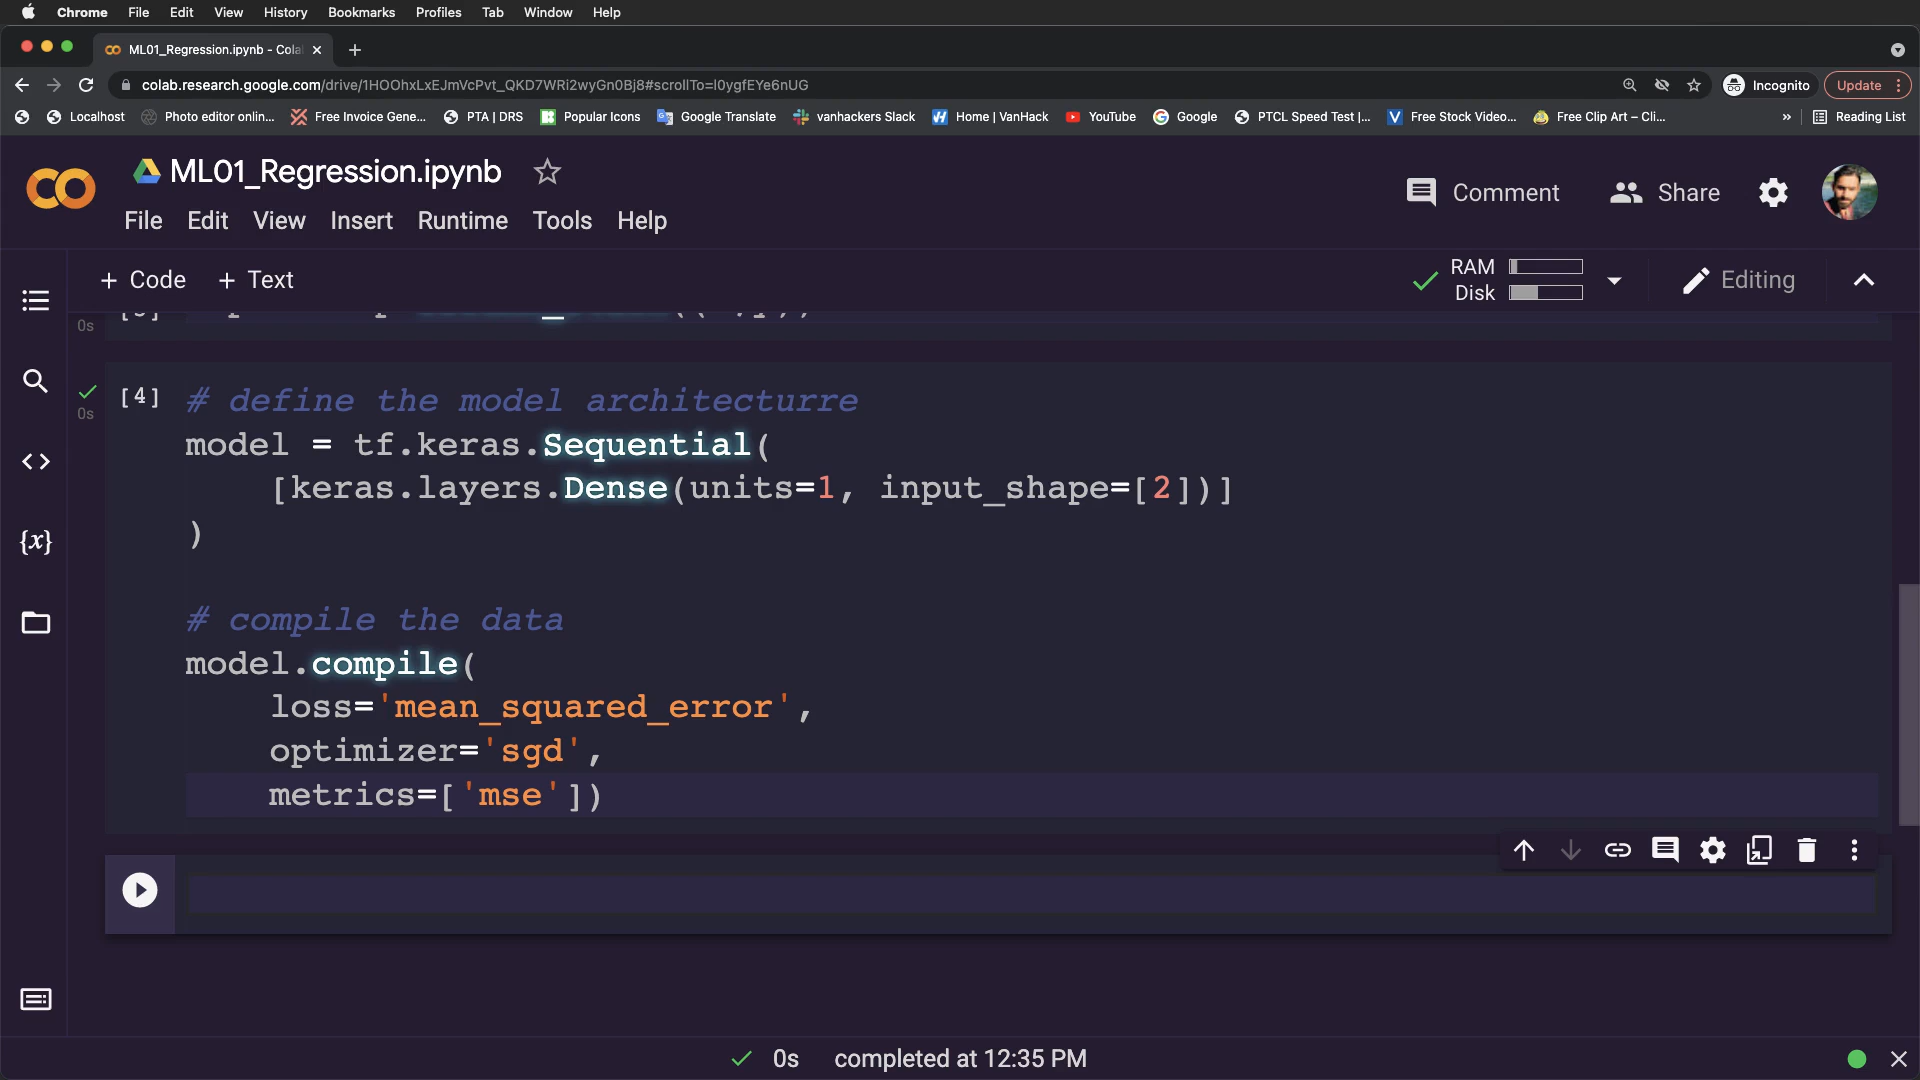 Chrome File Edit View History Bookmarks Profiles Tab Window Help
ML01_Regression.ipynb - Cola
colab.research.google.com/drive/1HOOhxLxEJmVcPvt_QKD7WRi2wyGn0Bj8#scrollTo=l0ygfEYe6nUG Incognito Update
Localhost Photo editor onlin... Free Invoice Gene... PTA | DRS Popular Icons Google Translate vanhackers Slack Home | VanHack YouTube Google PTCL Speed Test |... Free Stock Video... Free Clip Art – Cli... » Reading List
ML01_Regression.ipynb
Comment Share
File Edit View Insert Runtime Tools Help
+ Code + Text
RAM
Disk
Editing
0s
[4] # define the model architecturre
0s
model = tf.keras.Sequential(
[keras.layers.Dense(units=1, input_shape=[2])]
)
# compile the data
model.compile(
loss='mean_squared_error',
optimizer='sgd',
metrics=['mse'])
0s completed at 12:35 PM